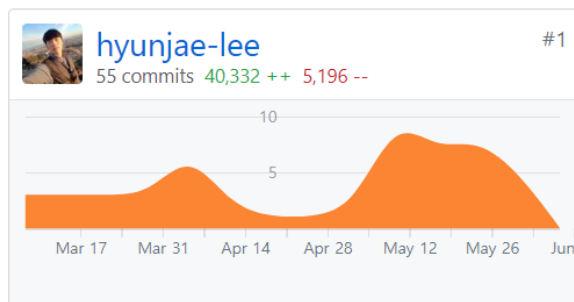 hyunjae-lee
#1
55 commits 40,332 ++ 5,196 --
10
5
Mar 17 Mar 31 Apr 14 Apr 28 May 12 May 26 Jun